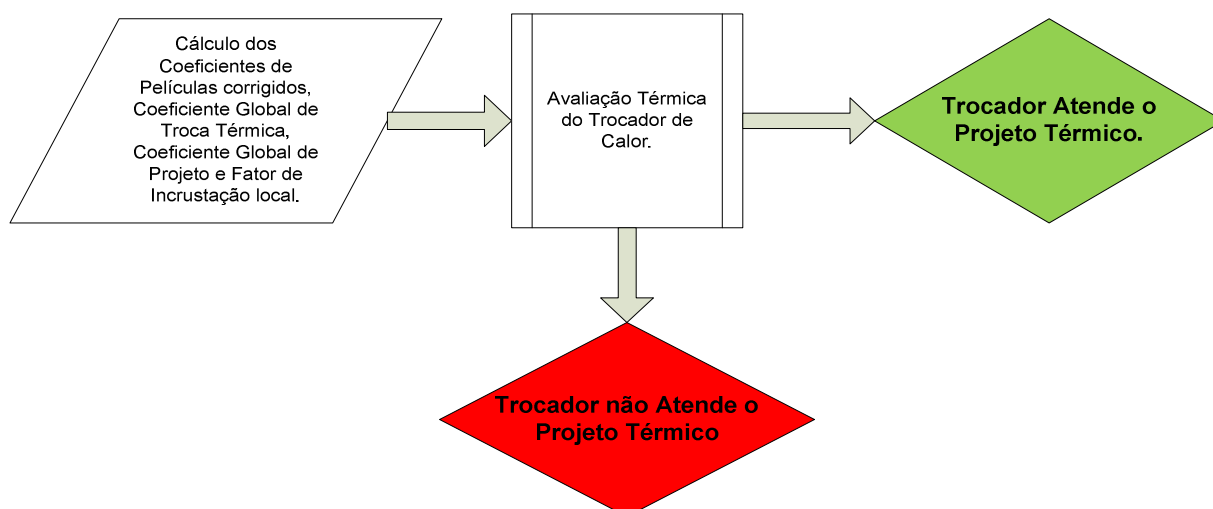 Cálculo dos
Coeficientes de
Películas corrigidos,
Coeficiente Global de
Troca Térmica,
Coeficiente Global de
Projeto e Fator de
Incrustação local.
Avaliação Térmica
do Trocador de
Calor.
Trocador Atende o
Projeto Térmico.
Trocador não Atende o
Projeto Térmico